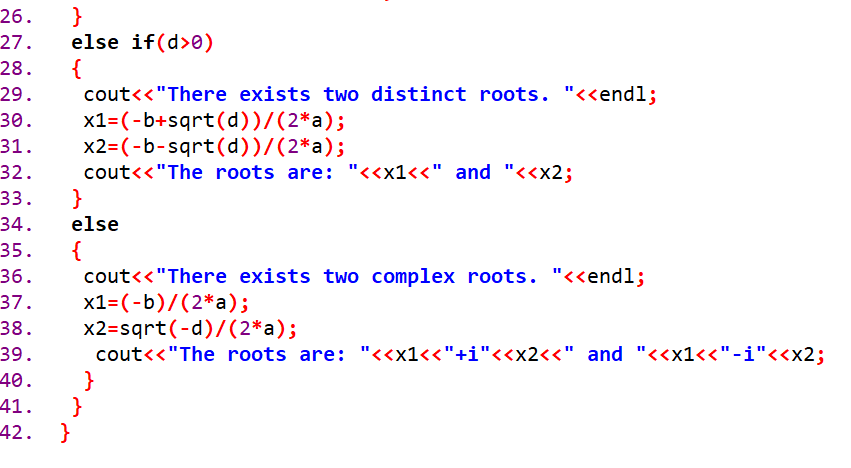 26.   }
27.   else if(d>0)
28.   {
29.    cout<<"There exists two distinct roots. "<<endl;
30.    x1=(-b+sqrt(d))/(2*a);
31.    x2=(-b-sqrt(d))/(2*a);
32.    cout<<"The roots are: "<<x1<<" and "<<x2;
33.   }
34.   else
35.   {
36.    cout<<"There exists two complex roots. "<<endl;
37.    x1=(-b)/(2*a);
38.    x2=sqrt(-d)/(2*a);
39.     cout<<"The roots are: "<<x1<<"+i"<<x2<<" and "<<x1<<"-i"<<x2;
40.    }
41.   }
42.  }